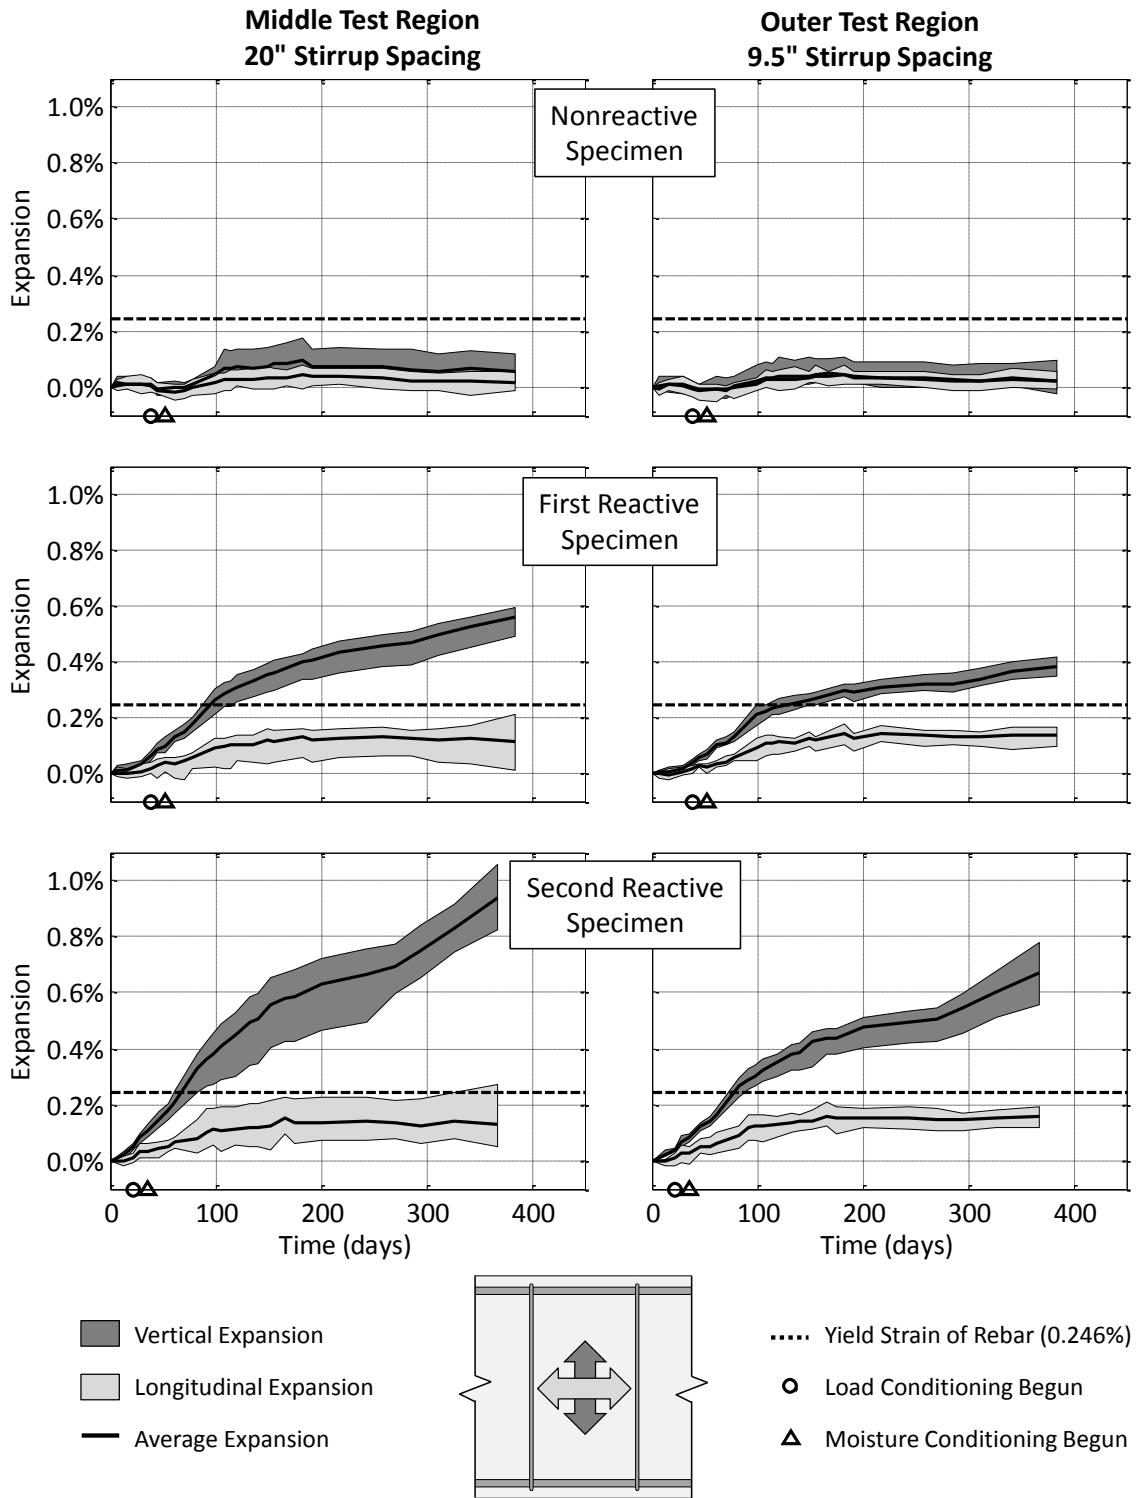 Middle Test Region
20" Stirrup Spacing
Outer Test Region
9.5" Stirrup Spacing
Nonreactive
Specimen
1.0%
0.8%
0.6%
0.4%
0.2%
0.0%
Expansion
First Reactive
Specimen
1.0%
0.8%
0.6%
0.4%
0.2%
0.0%
Expansion
Second Reactive
Specimen
1.0%
0.8%
0.6%
0.4%
0.2%
0.0%
Expansion
0 100 200 300 400
Time (days)
0 100 200 300 400
Time (days)
Vertical Expansion
Longitudinal Expansion
Average Expansion
Yield Strain of Rebar (0.246%)
Load Conditioning Begun
Moisture Conditioning Begun